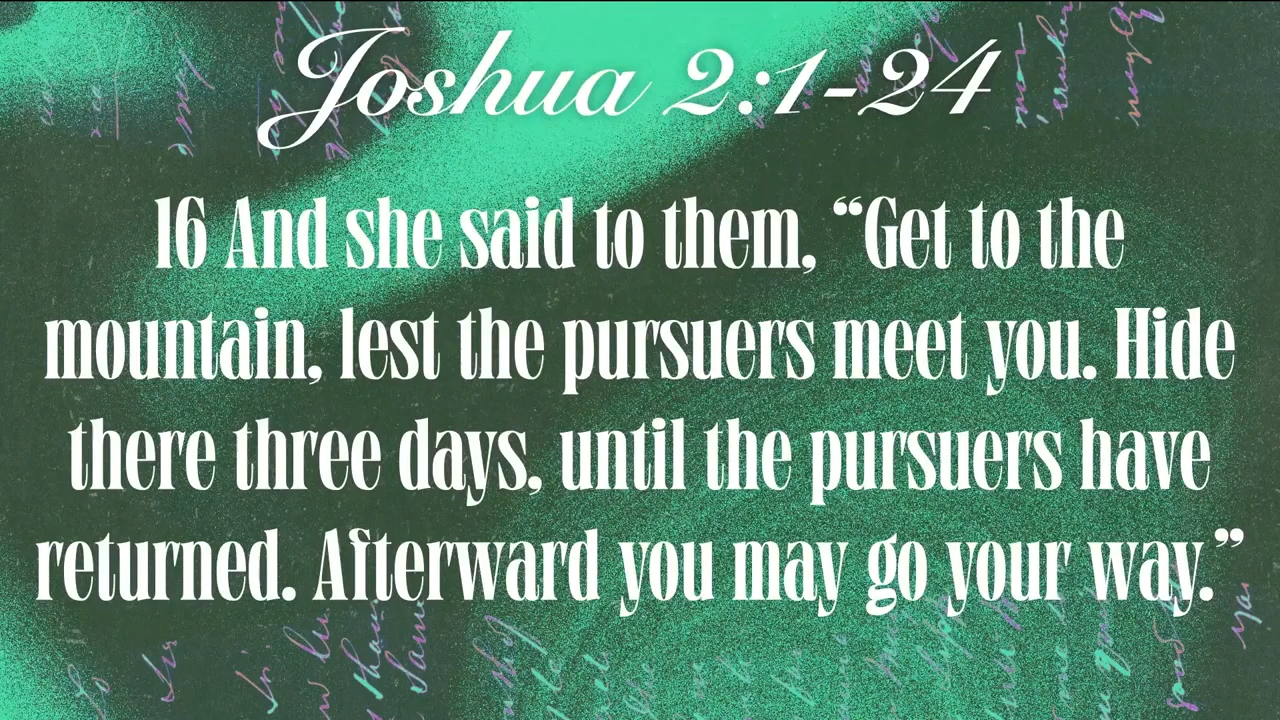 Joshua 2:1-24
16 And she said to them, “Get to the
mountain, lest the pursuers meet you. Hide
there three days, until the pursuers have
returned. Afterward you may go your way.”